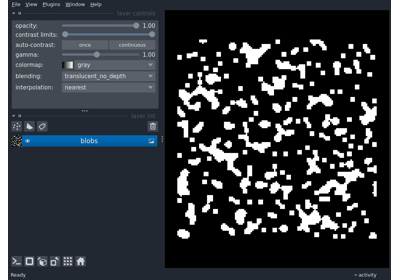 File View Plugins Window Help
layer controls
opacity: 1.00
contrast limits:
auto-contrast: once continuous
gamma: 1.00
colormap: gray
blending: translucent_no_depth
interpolation: nearest
layer list
blobs
Ready activity